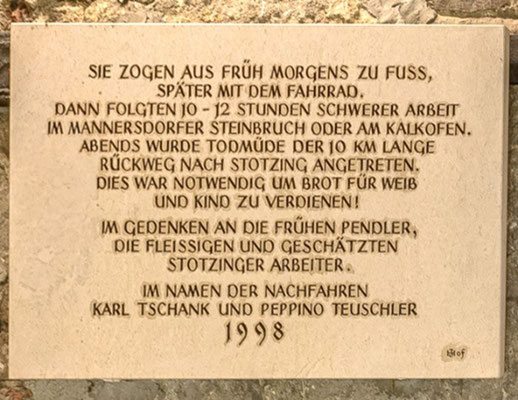 SIE ZOGEN AUS FRÜH MORGENS ZU FUSS,
SPÄTER MIT DEM FAHRRAD.
DANN FOLGTEN 10 - 12 STUNDEN SCHWERER ARBEIT
IM MANNERSDORFER STEINBRUCH ODER AM KALKOFEN.
ABENDS WURDE TODMÜDE DER 10 KM LANGE
RÜCKWEG NACH STOTZING ANGETRETEN.
DIES WAR NOTWENDIG UM BROT FÜR WEIB
UND KIND ZU VERDIENEN!
IM GEDENKEN AN DIE FRÜHEN PENDLER,
DIE FLEISSIGEN UND GESCHÄTZTEN
STOTZINGER ARBEITER.
IM NAMEN DER NACHFAHREN
KARL TSCHANK UND PEPPINO TEUSCHLER
1998